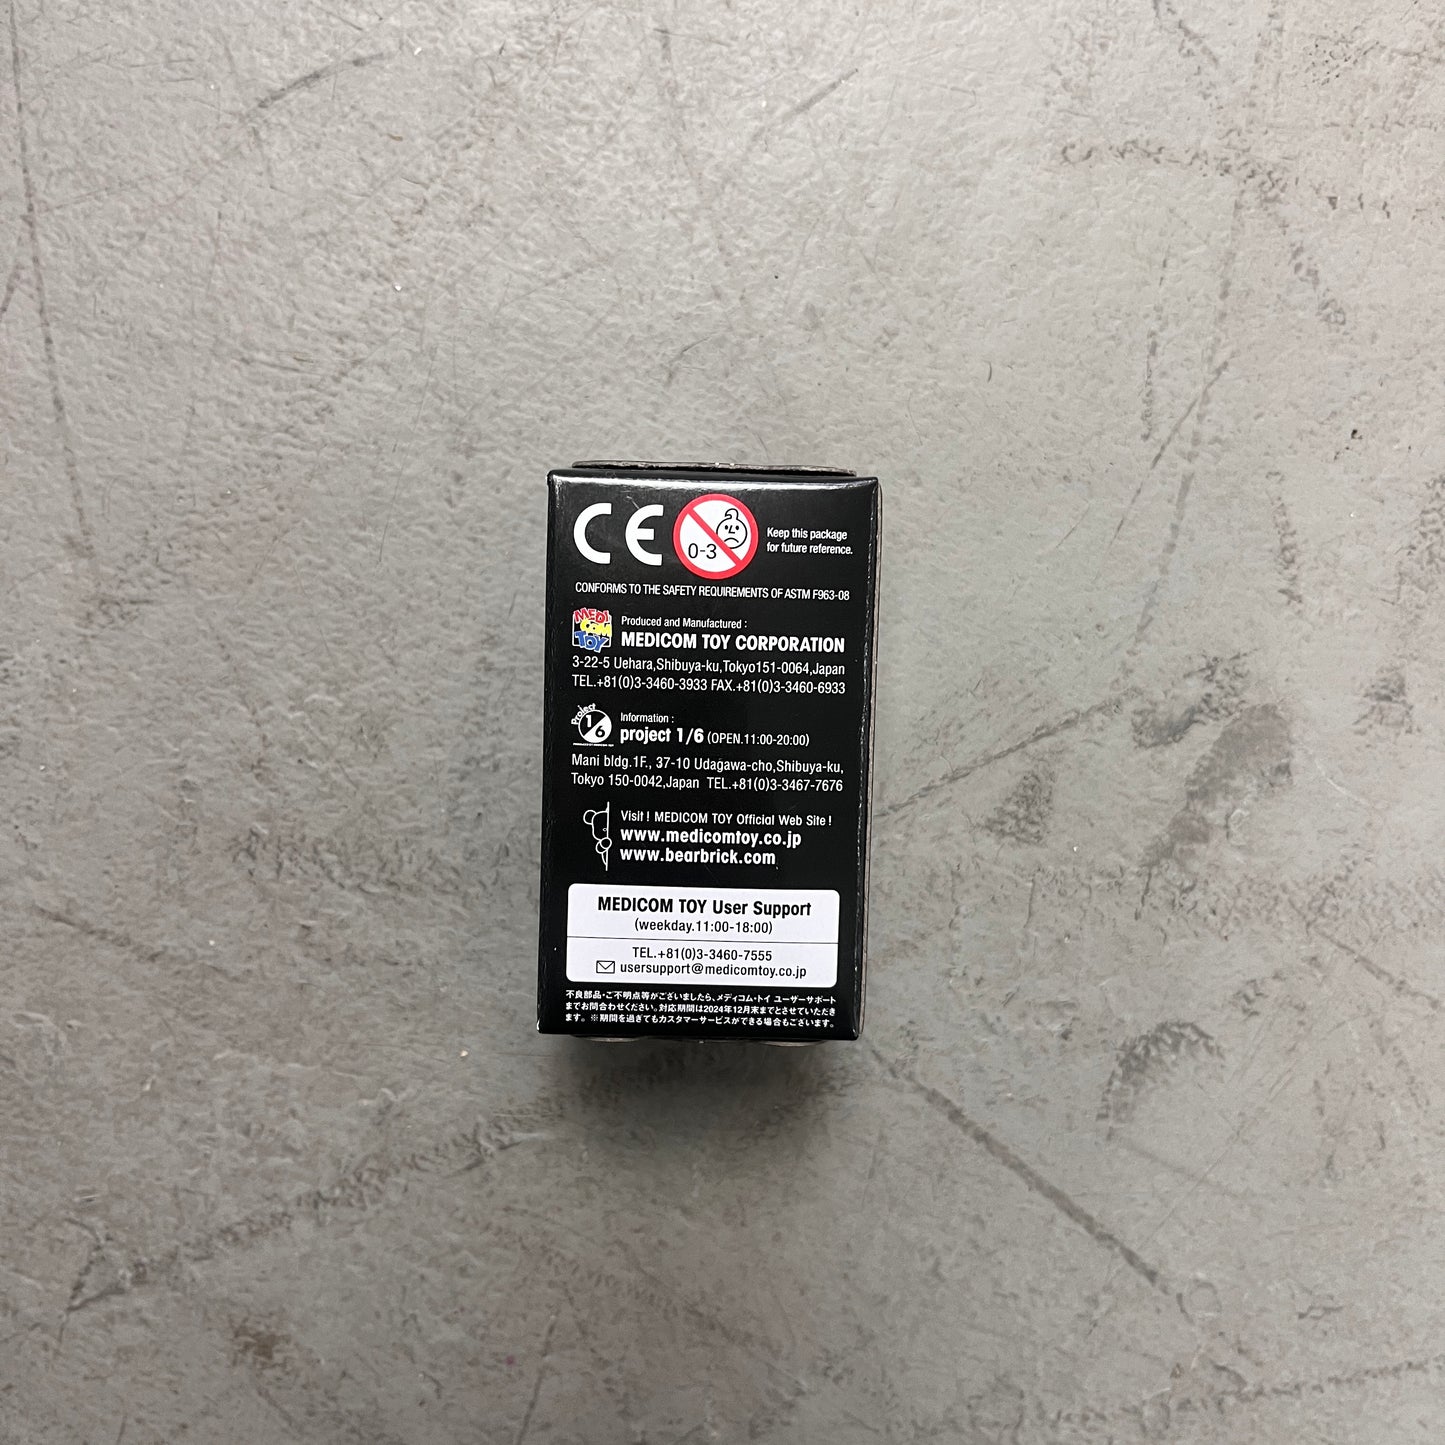 CE
0-3
Keep this package
for future reference.
CONFORMS TO THE SAFETY REQUIREMENTS OF ASTM F963-08
MEDI
COM
TOY
Produced and Manufactured :
MEDICOM TOY CORPORATION
3-22-5 Uehara,Shibuya-ku,Tokyo151-0064,Japan
TEL.+81(0)3-3460-3933 FAX.+81(0)3-3460-6933
project
1/6
PRODUCED BY MEDICOM TOY
Information :
project 1/6 (OPEN.11:00-20:00)
Mani bldg.1F., 37-10 Udagawa-cho,Shibuya-ku,
Tokyo 150-0042,Japan TEL.+81(0)3-3467-7676
Visit ! MEDICOM TOY Official Web Site !
www.medicomtoy.co.jp
www.bearbrick.com
MEDICOM TOY User Support
(weekday.11:00-18:00)
TEL.+81(0)3-3460-7555
usersupport@medicomtoy.co.jp
不良部品・ご不明点等がございましたら、メディコム・トイ ユーザーサポート
までお問合わせください。対応期間は2024年12月末までとさせていただき
ます。 ※期間を過ぎてもカスタマーサービスができる場合もございます。